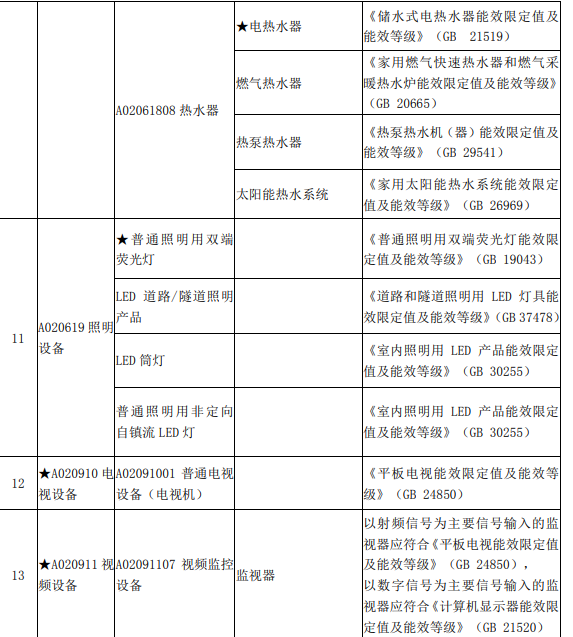 ★电热水器
《储水式电热水器能效限定值及
能效等级》（GB 21519）
A02061808 热水器
燃气热水器
《家用燃气快速热水器和燃气采
暖热水炉能效限定值及能效等级》
（GB 20665）
热泵热水器
《热泵热水机（器）能效限定值及
能效等级》（GB 29541）
太阳能热水系统
《家用太阳能热水系统能效限定
值及能效等级》（GB 26969）
11
A020619 照明
设备
★普通照明用双端
荧光灯
《普通照明用双端荧光灯能效限
定值及能效等级》（GB 19043）
LED 道路/隧道照明
产品
《道路和隧道照明用 LED 灯具能
效限定值及能效等级》（GB 37478）
LED 筒灯
《室内照明用 LED 产品能效限定
值及能效等级》（GB 30255）
普通照明用非定向
自镇流 LED 灯
《室内照明用 LED 产品能效限定
值及能效等级》（GB 30255）
12
★A020910 电
视设备
A02091001 普通电视
设备（电视机）
《平板电视能效限定值及能效等
级》（GB 24850）
13
★A020911 视
频设备
A02091107 视频监控
设备
监视器
以射频信号为主要信号输入的监
视器应符合《平板电视能效限定值
及能效等级》（GB 24850），
以数字信号为主要信号输入的监
视器应符合《计算机显示器能效限
定值及能效等级》（GB 21520）